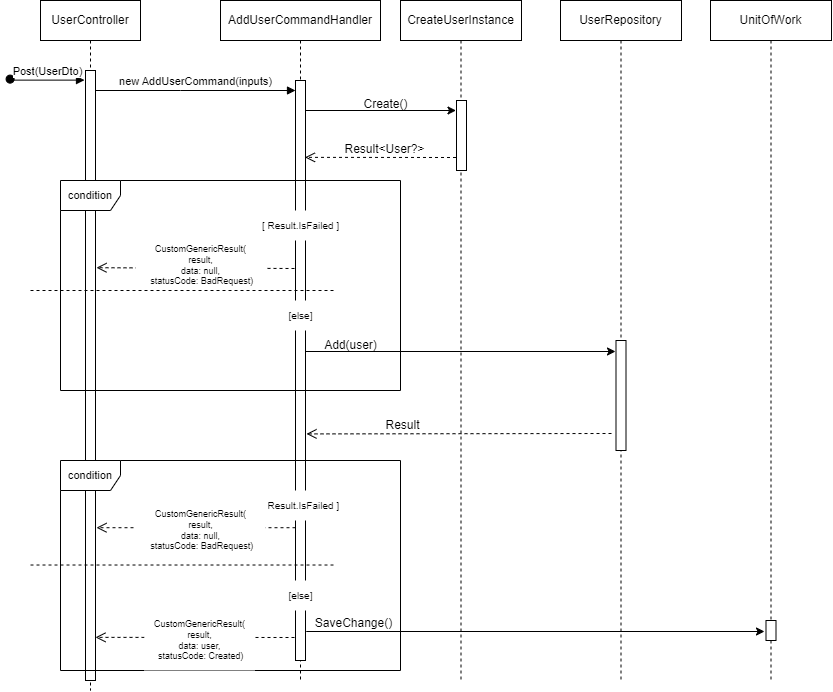 UserController
AddUserCommandHandler
CreateUserInstance
UserRepository
UnitOfWork
Post(UserDto)
new AddUserCommand(inputs)
Create()
Result<User?>
condition
[ Result.IsFailed ]
CustomGenericResult(
result,
data: null,
statusCode: BadRequest)
[else]
Add(user)
Result
condition
Result.IsFailed ]
CustomGenericResult(
result,
data: null,
statusCode: BadRequest)
[else]
SaveChange()
CustomGenericResult(
result,
data: user,
statusCode: Created)